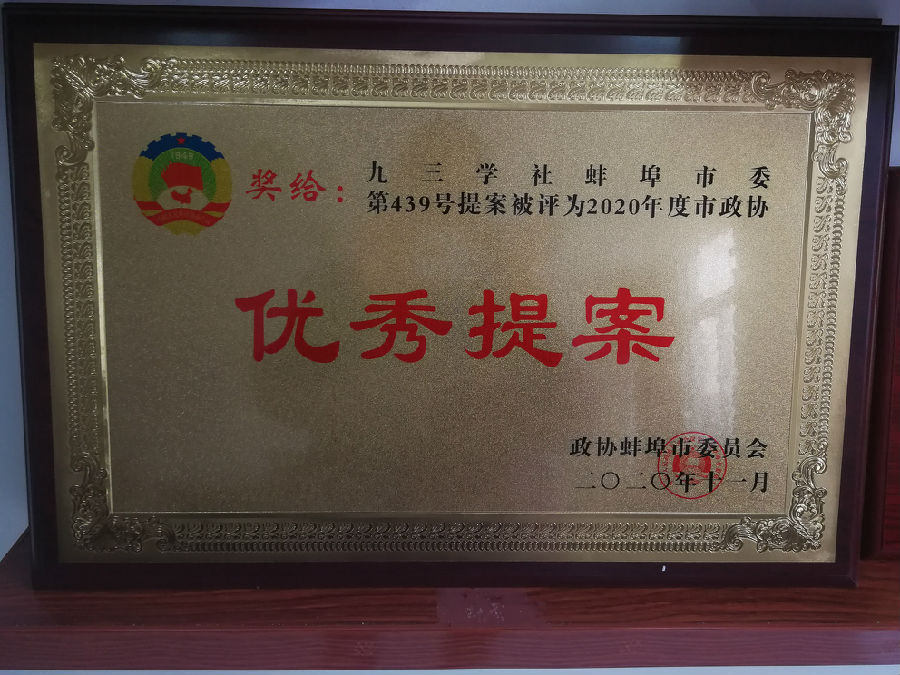 1949
奖给：
九三学社蚌埠市委
第439号提案被评为2020年度市政协
优秀提案
政协蚌埠市委员会
二〇二〇年十一月